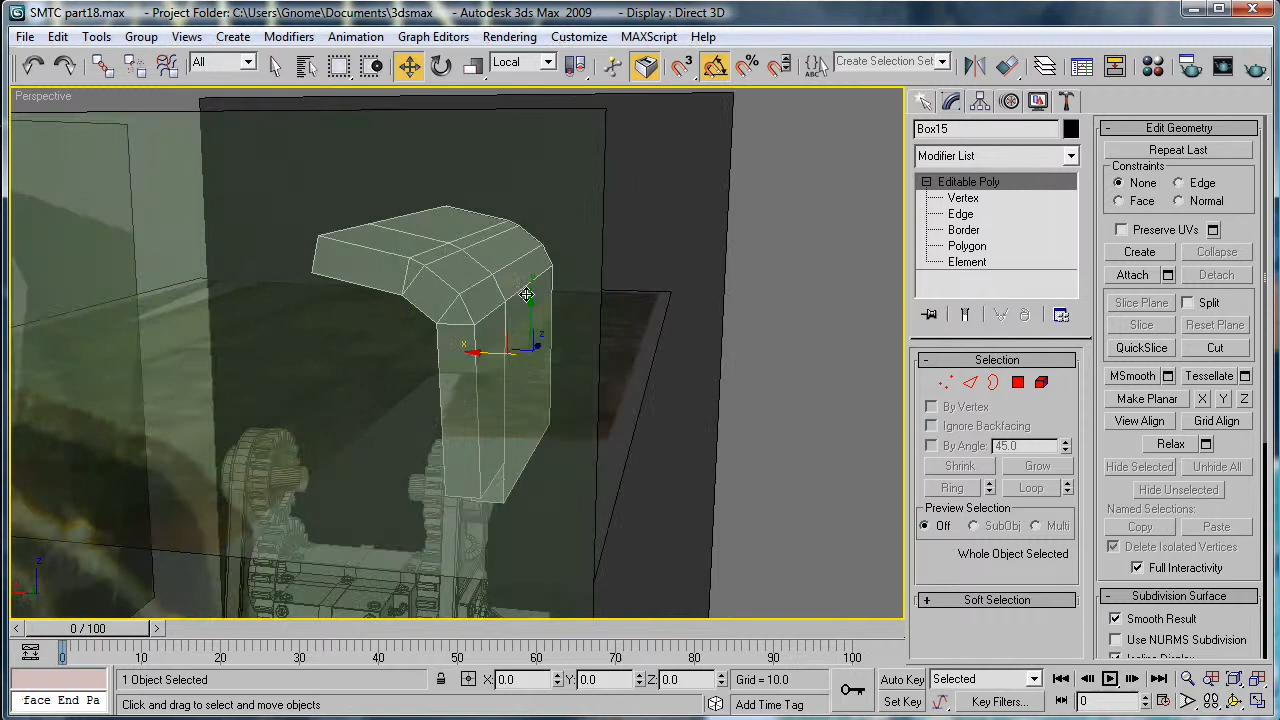 SMTC part18.max - Project Folder: C:\Users\Gnome\Documents\3dsmax - Autodesk 3ds Max 2009 - Display : Direct 3D
File Edit Tools Group Views Create Modifiers Animation Graph Editors Rendering Customize MAXScript Help
All Local 3 % ABC Create Selection Set
Perspective
x
z
z
Box15
Modifier List
Editable Poly
Vertex
Edge
Border
Polygon
Element
- Selection
By Vertex
Ignore Backfacing
By Angle: 45.0
Shrink Grow
Ring Loop
Preview Selection
Off SubObj Multi
Whole Object Selected
+ Soft Selection
- Edit Geometry
Repeat Last
Constraints
None Edge
Face Normal
Preserve UVs
Create Collapse
Attach Detach
Slice Plane Split
Slice Reset Plane
QuickSlice Cut
MSmooth Tessellate
Make Planar X Y Z
View Align Grid Align
Relax
Hide Selected Unhide All
Hide Unselected
Named Selections:
Copy Paste
Delete Isolated Vertices
Full Interactivity
- Subdivision Surface
Smooth Result
Use NURMS Subdivision
Isoline Display
< 0 / 100 >
0 10 20 30 40 50 60 70 80 90 100
1 Object Selected X: 0.0 Y: 0.0 Z: 0.0 Grid = 10.0 Auto Key Selected
face End Pa Click and drag to select and move objects Add Time Tag Set Key Key Filters... 0